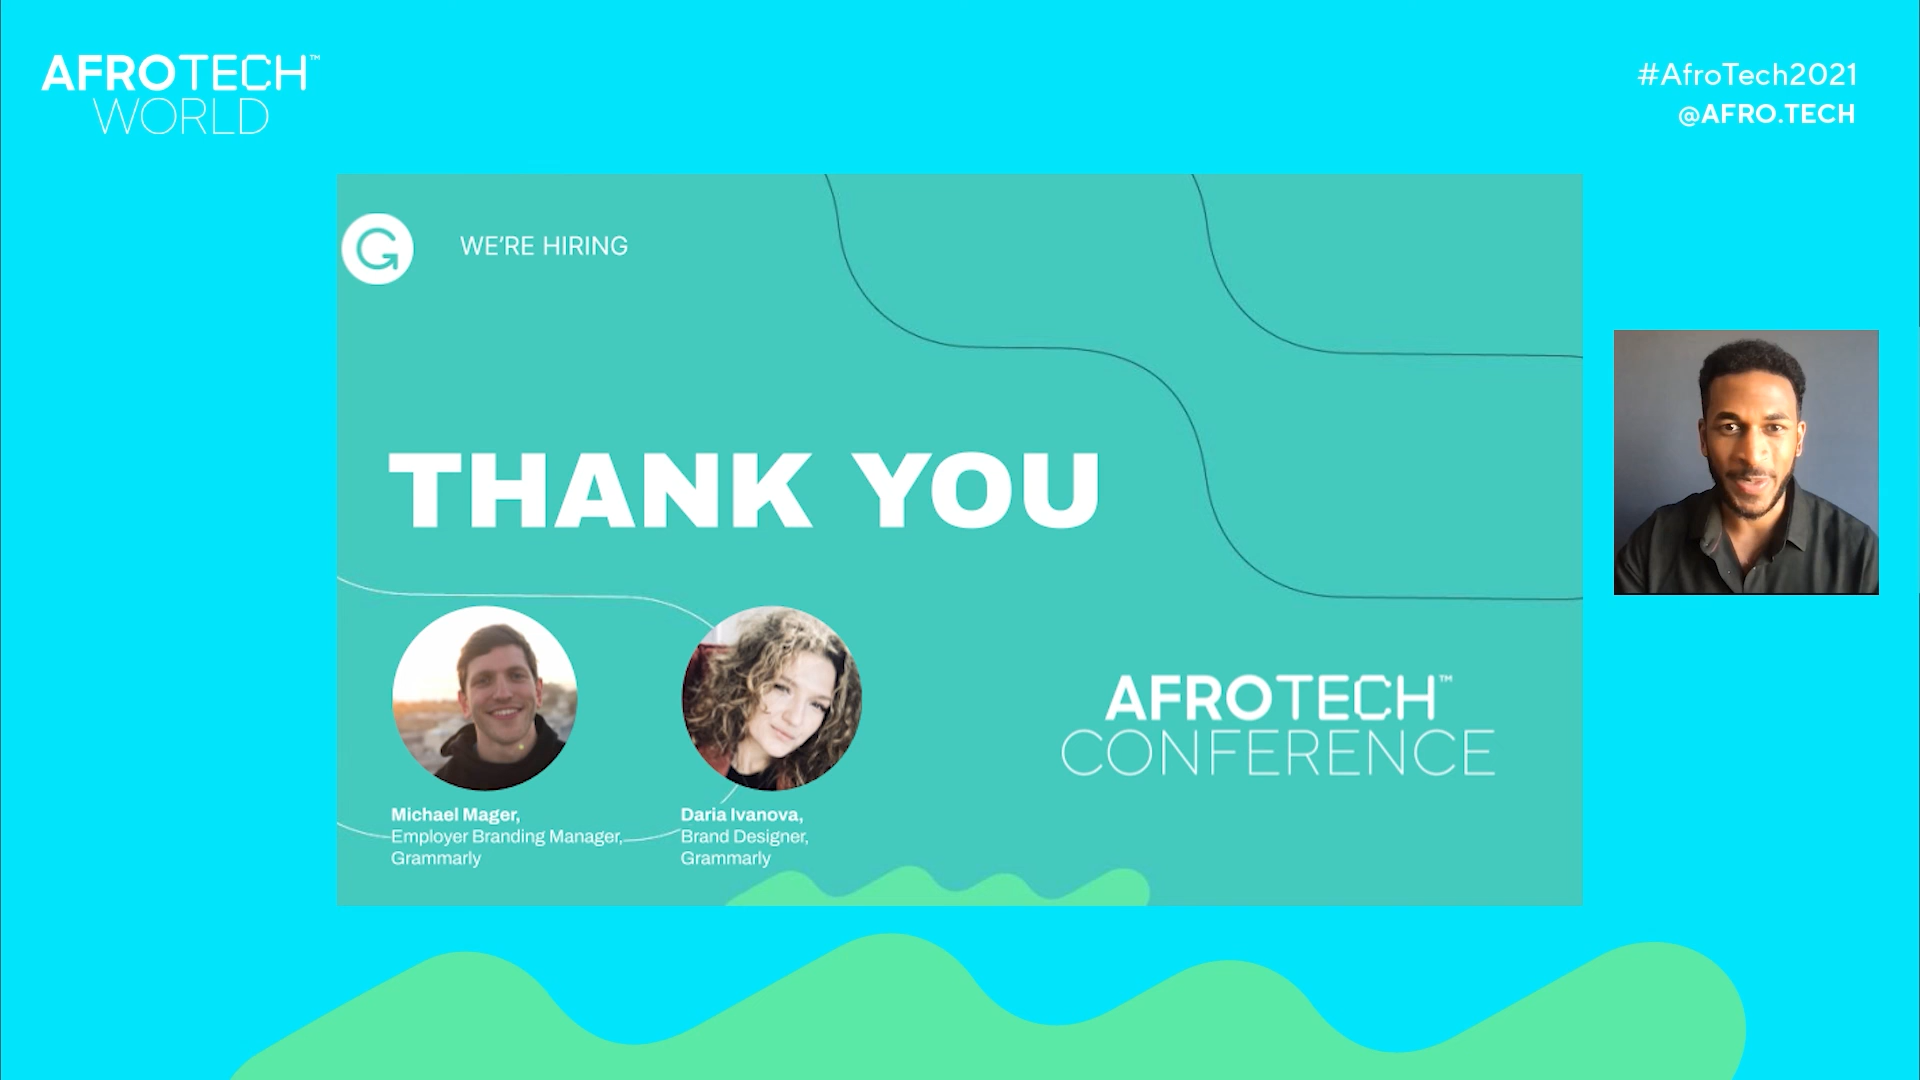 AFROTECH™
WORLD
#AfroTech2021
@AFRO.TECH
G
WE'RE HIRING
THANK YOU
AFROTECH™
CONFERENCE
Michael Mager,
Employer Branding Manager,
Grammarly
Daria Ivanova,
Brand Designer,
Grammarly